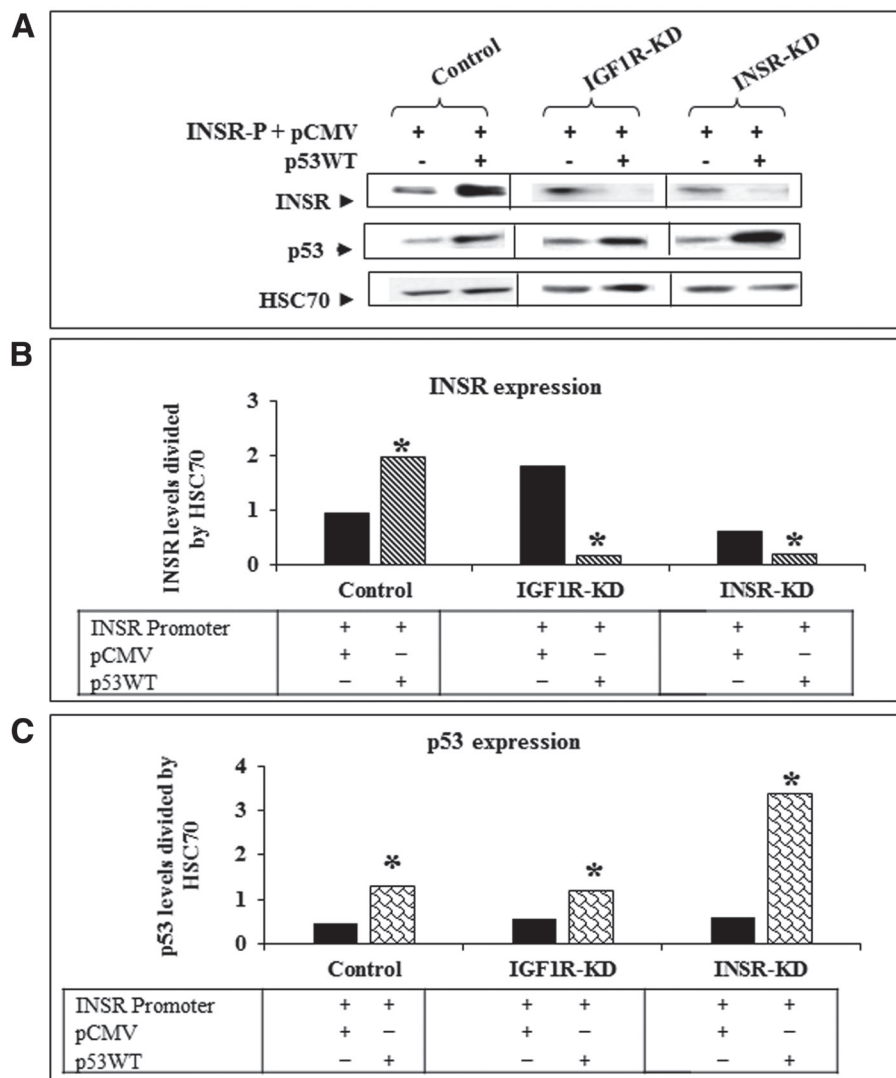 A
Control IGF1R-KD INSR-KD
INSR-P + pCMV + + + + + +
p53WT - + - + - +
INSR ►
p53 ►
HSC70 ►
B
INSR expression
INSR levels divided
by HSC70
3
2
1
0
* * *
Control IGF1R-KD INSR-KD
INSR Promoter + + + + + +
pCMV + – + – + –
p53WT – + – + – +
C
p53 expression
p53 levels divided by
HSC70
4
3
2
1
0
* * *
Control IGF1R-KD INSR-KD
INSR Promoter + + + + + +
pCMV + – + – + –
p53WT – + – + – +